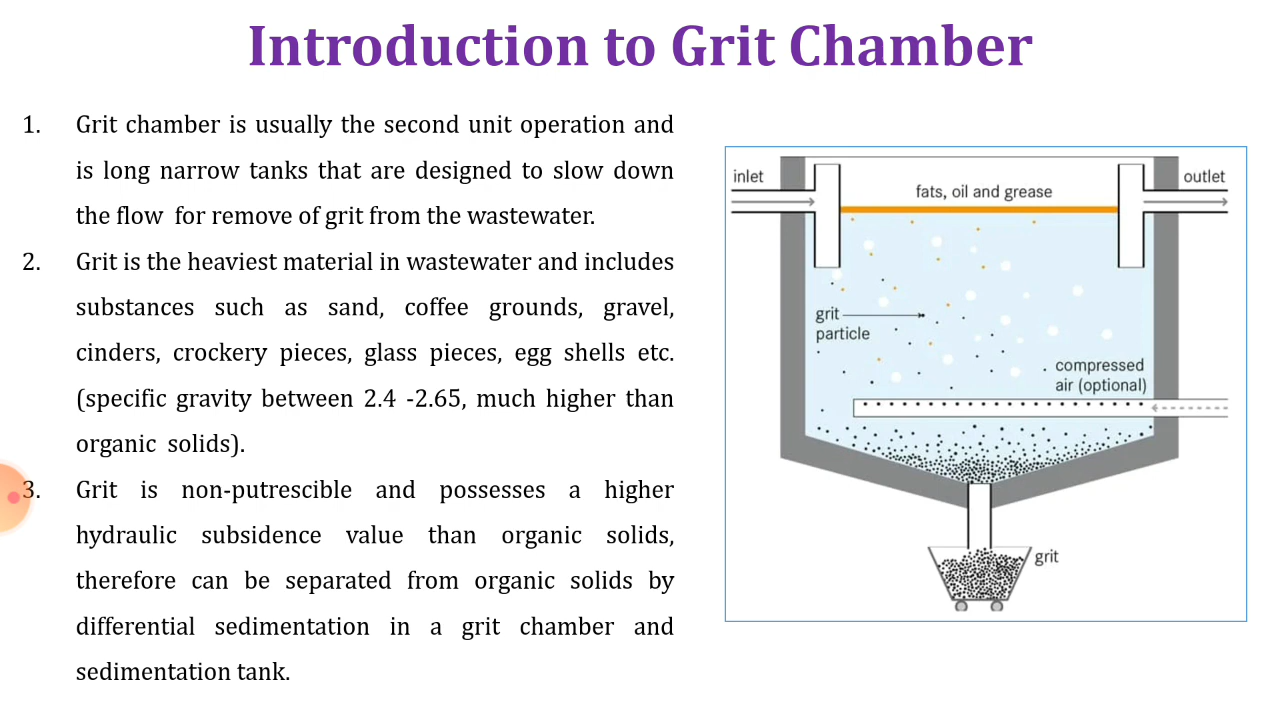 Introduction to Grit Chamber
1. Grit chamber is usually the second unit operation and
is long narrow tanks that are designed to slow down
the flow for remove of grit from the wastewater.
2. Grit is the heaviest material in wastewater and includes
substances such as sand, coffee grounds, gravel,
cinders, crockery pieces, glass pieces, egg shells etc.
(specific gravity between 2.4 -2.65, much higher than
organic solids).
3. Grit is non-putrescible and possesses a higher
hydraulic subsidence value than organic solids,
therefore can be separated from organic solids by
differential sedimentation in a grit chamber and
sedimentation tank.
inlet
outlet
fats, oil and grease
grit
particle
compressed
air (optional)
grit